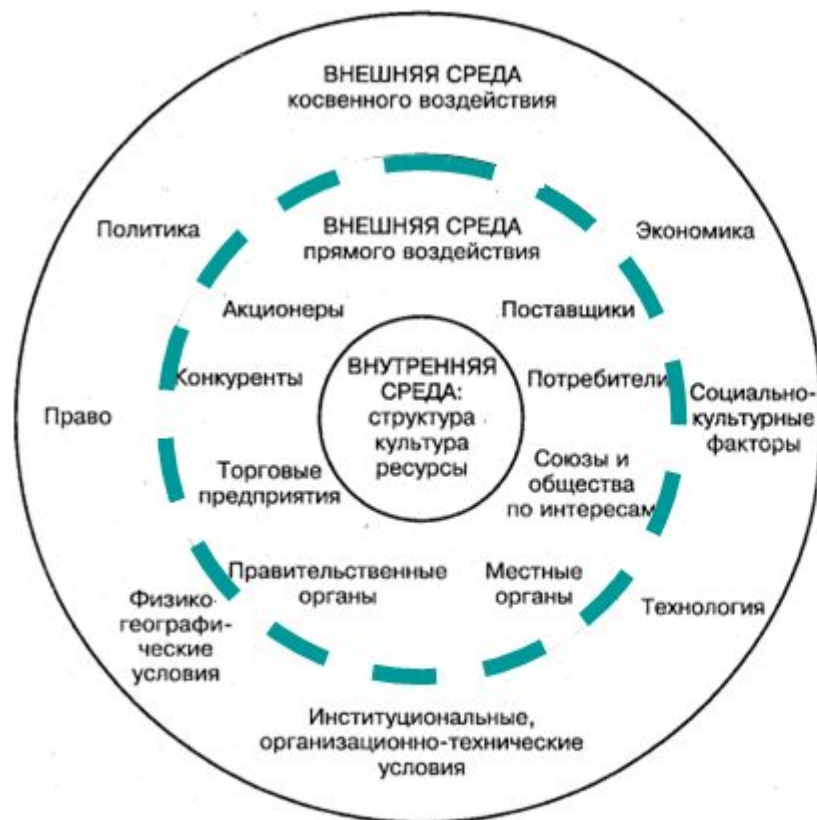 ВНЕШНЯЯ СРЕДА
косвенного воздействия
Политика
ВНЕШНЯЯ СРЕДА
прямого воздействия
Экономика
Акционеры
Поставщики
Конкуренты
ВНУТРЕННЯЯ
СРЕДА:
структура
культура
ресурсы
Потребители
Право
Социально-
культурные
факторы
Торговые
предприятия
Союзы и
общества
по интересам
Правительственные
органы
Местные
органы
Физико-
географи-
ческие
условия
Технология
Институциональные,
организационно-технические
условия